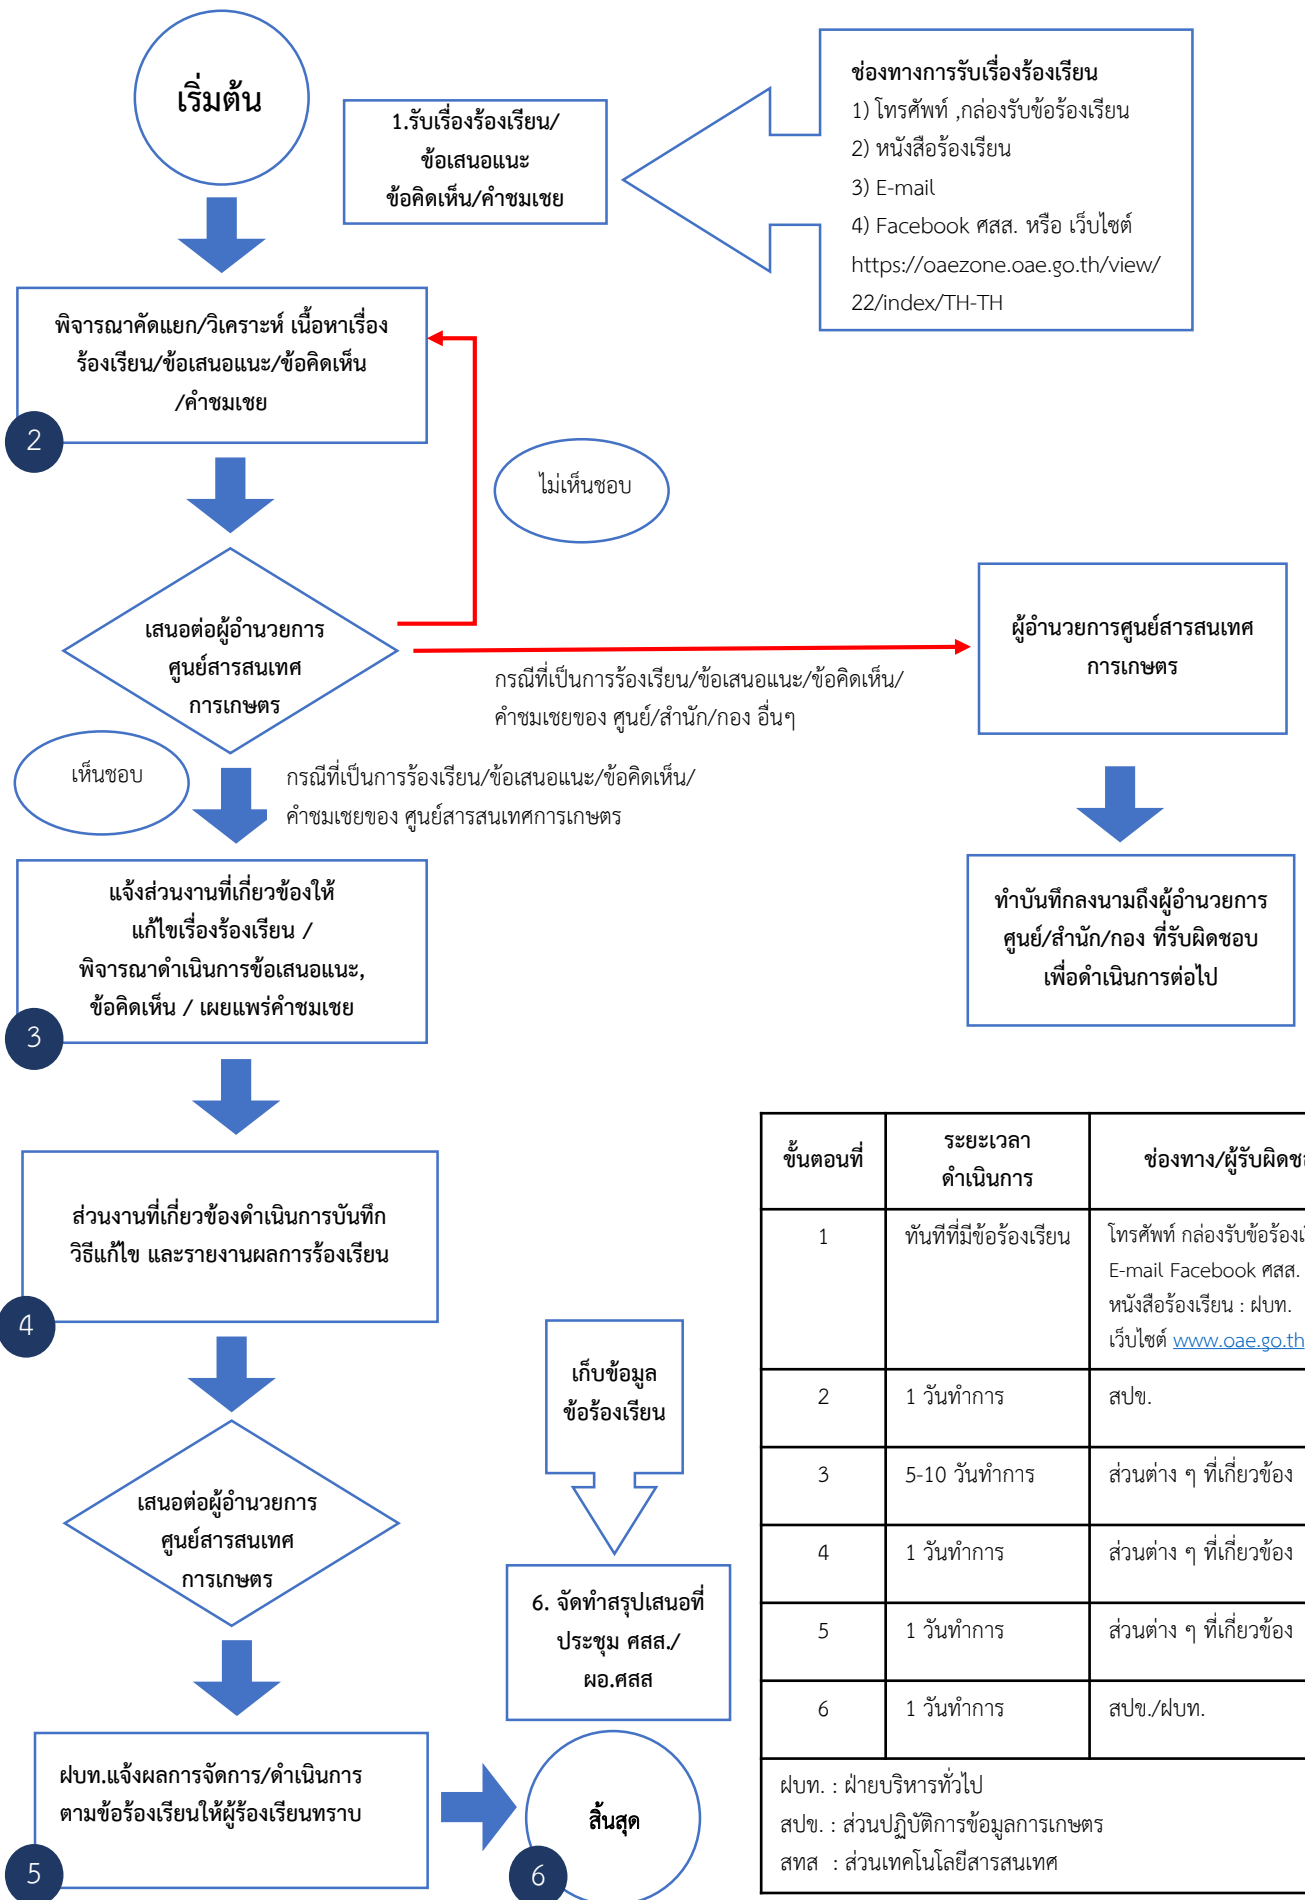 เริ่มต้น
1.รับเรื่องร้องเรียน/
ข้อเสนอแนะ
ข้อคิดเห็น/คำชมเชย
ช่องทางการรับเรื่องร้องเรียน
1) โทรศัพท์ ,กล่องรับข้อร้องเรียน
2) หนังสือร้องเรียน
3) E-mail
4) Facebook ศสส. หรือ เว็บไซต์
https://oaezone.oae.go.th/view/
22/index/TH-TH
พิจารณาคัดแยก/วิเคราะห์ เนื้อหาเรื่อง
ร้องเรียน/ข้อเสนอแนะ/ข้อคิดเห็น
/คำชมเชย
2
ไม่เห็นชอบ
เสนอต่อผู้อำนวยการ
ศูนย์สารสนเทศ
การเกษตร
กรณีที่เป็นการร้องเรียน/ข้อเสนอแนะ/ข้อคิดเห็น/
คำชมเชยของ ศูนย์/สำนัก/กอง อื่นๆ
ผู้อำนวยการศูนย์สารสนเทศ
การเกษตร
เห็นชอบ
กรณีที่เป็นการร้องเรียน/ข้อเสนอแนะ/ข้อคิดเห็น/
คำชมเชยของ ศูนย์สารสนเทศการเกษตร
แจ้งส่วนงานที่เกี่ยวข้องให้
แก้ไขเรื่องร้องเรียน /
พิจารณาดำเนินการข้อเสนอแนะ,
ข้อคิดเห็น / เผยแพร่คำชมเชย
3
ทำบันทึกลงนามถึงผู้อำนวยการ
ศูนย์/สำนัก/กอง ที่รับผิดชอบ
เพื่อดำเนินการต่อไป
ส่วนงานที่เกี่ยวข้องดำเนินการบันทึก
วิธีแก้ไข และรายงานผลการร้องเรียน
4
เสนอต่อผู้อำนวยการ
ศูนย์สารสนเทศ
การเกษตร
เก็บข้อมูล
ข้อร้องเรียน
6. จัดทำสรุปเสนอที่
ประชุม ศสส./
ผอ.ศสส
ฝบท.แจ้งผลการจัดการ/ดำเนินการ
ตามข้อร้องเรียนให้ผู้ร้องเรียนทราบ
5
สิ้นสุด
6
ขั้นตอนที่ ระยะเวลา
ดำเนินการ ช่องทาง/ผู้รับผิดช
1 ทันทีที่มีข้อร้องเรียน โทรศัพท์ กล่องรับข้อร้องเ
E-mail Facebook ศสส.
หนังสือร้องเรียน : ฝบท.
เว็บไซต์ www.oae.go.th
2 1 วันทำการ สปข.
3 5-10 วันทำการ ส่วนต่าง ๆ ที่เกี่ยวข้อง
4 1 วันทำการ ส่วนต่าง ๆ ที่เกี่ยวข้อง
5 1 วันทำการ ส่วนต่าง ๆ ที่เกี่ยวข้อง
6 1 วันทำการ สปข./ฝบท.
ฝบท. : ฝ่ายบริหารทั่วไป
สปข. : ส่วนปฏิบัติการข้อมูลการเกษตร
สทส : ส่วนเทคโนโลยีสารสนเทศ